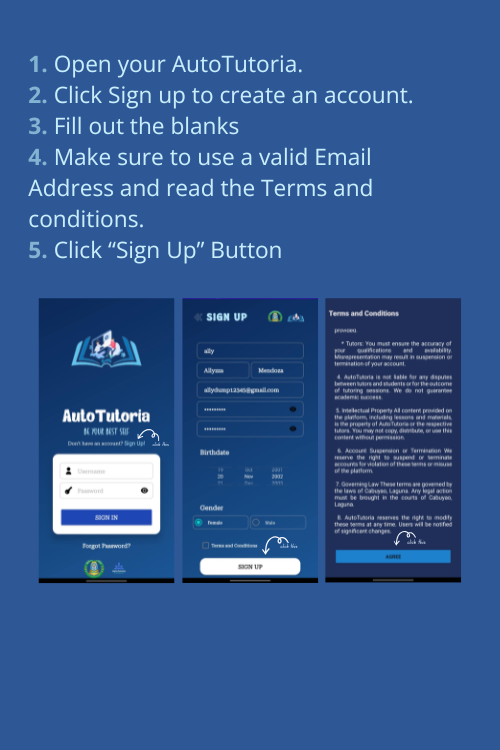 1. Open your AutoTutoria.
2. Click Sign up to create an account.
3. Fill out the blanks
4. Make sure to use a valid Email
Address and read the Terms and
conditions.
5. Click “Sign Up” Button
AutoTutoria
BE YOUR BEST SELF
Don't have an account? Sign Up!
click this
Username
Password
SIGN IN
Forgot Password?
SIGN UP
ally
Allyzza
Mendoza
allydump12345@gmail.com
Birthdate
20 Nov 2002
Gender
Female
Male
Terms and Conditions
click this
SIGN UP
Terms and Conditions
provided.
* Tutors: You must ensure the accuracy of
your qualifications and availability.
Misrepresentation may result in suspension or
termination of your account.
4. AutoTutoria is not liable for any disputes
between tutors and students or for the outcome
of tutoring sessions. We do not guarantee
academic success.
5. Intellectual Property All content provided on
the platform, including lessons and materials,
is the property of AutoTutoria or the respective
tutors. You may not copy, distribute, or use this
content without permission.
6. Account Suspension or Termination We
reserve the right to suspend or terminate
accounts for violation of these terms or misuse
of the platform.
7. Governing Law These terms are governed by
the laws of Cabuyao, Laguna. Any legal action
must be brought in the courts of Cabuyao,
Laguna.
8. AutoTutoria reserves the right to modify
these terms at any time. Users will be notified
of significant changes.
click this
AGREE